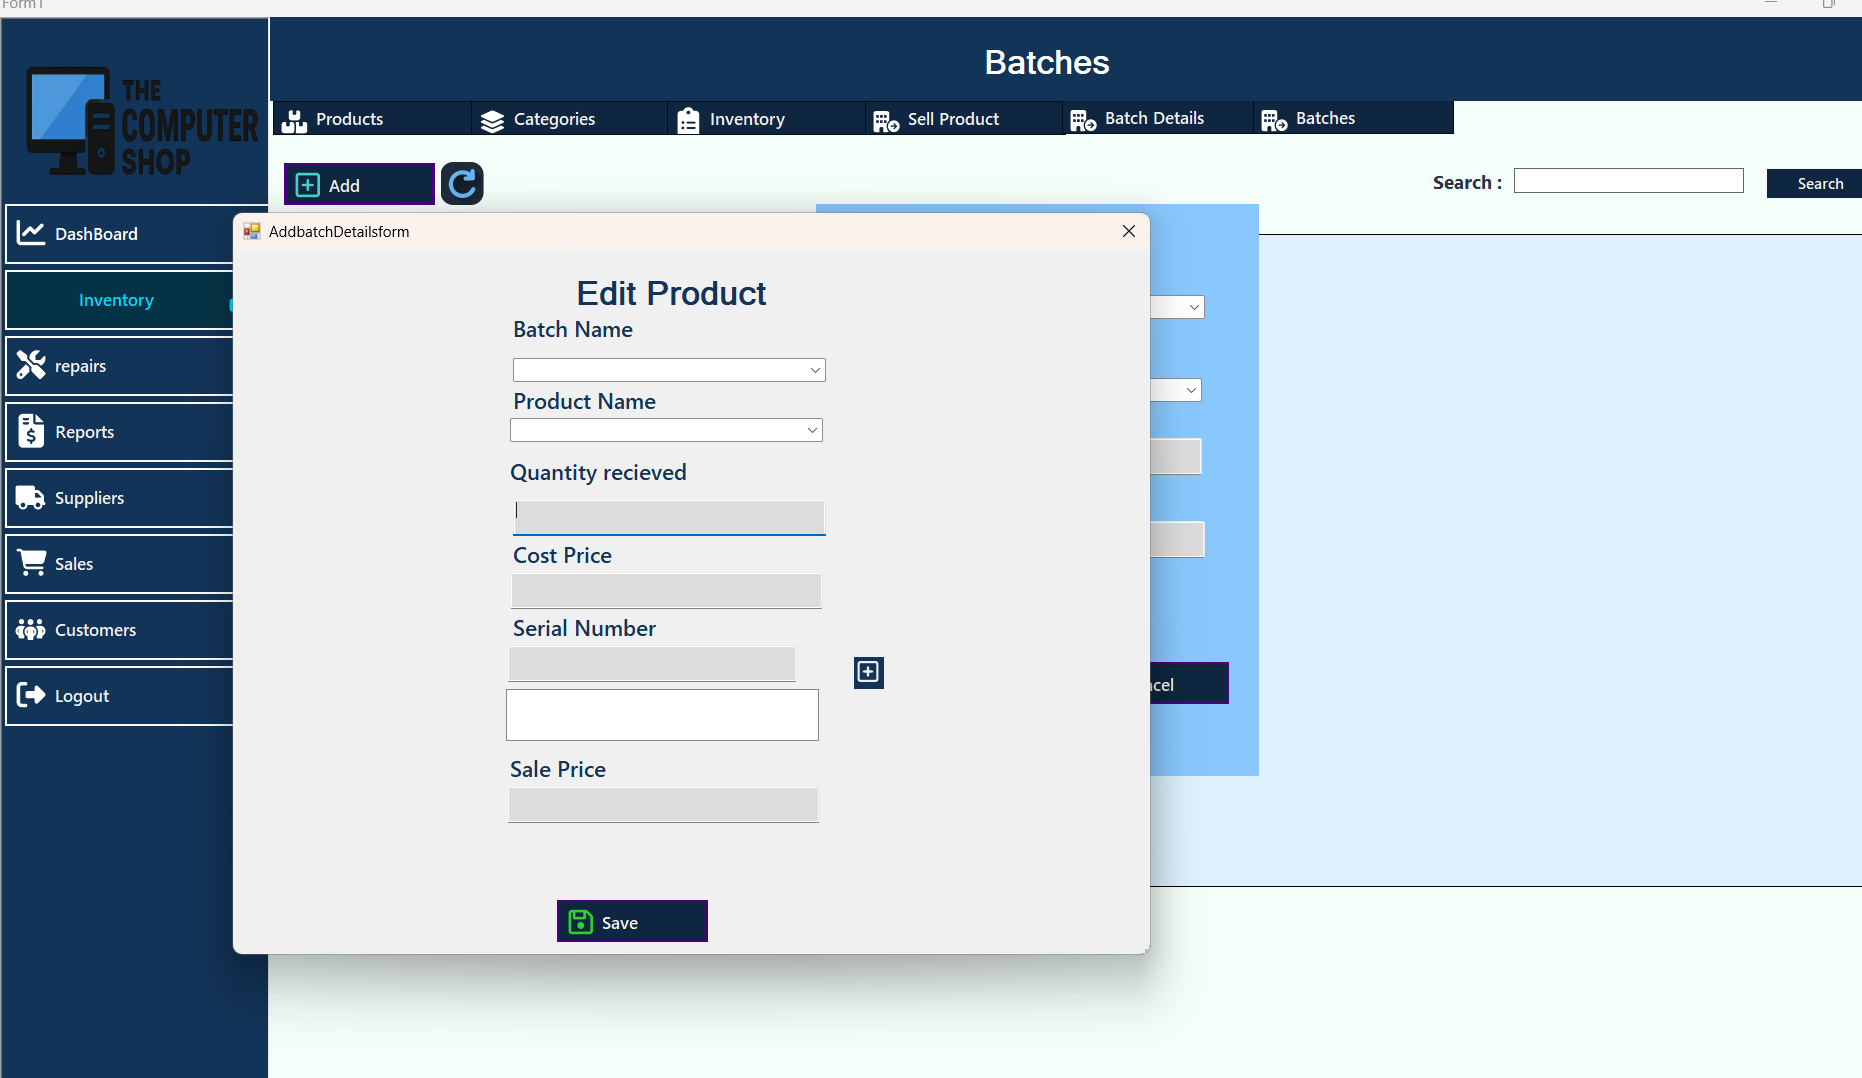 Form1
Batches
THE
COMPUTER
SHOP
Products
Categories
Inventory
Sell Product
Batch Details
Batches
Add
Search :
Search
DashBoard
Inventory
repairs
Reports
Suppliers
Sales
Customers
Logout
AddbatchDetailsform
Edit Product
Batch Name
Product Name
Quantity recieved
Cost Price
Serial Number
Sale Price
Save
ncel